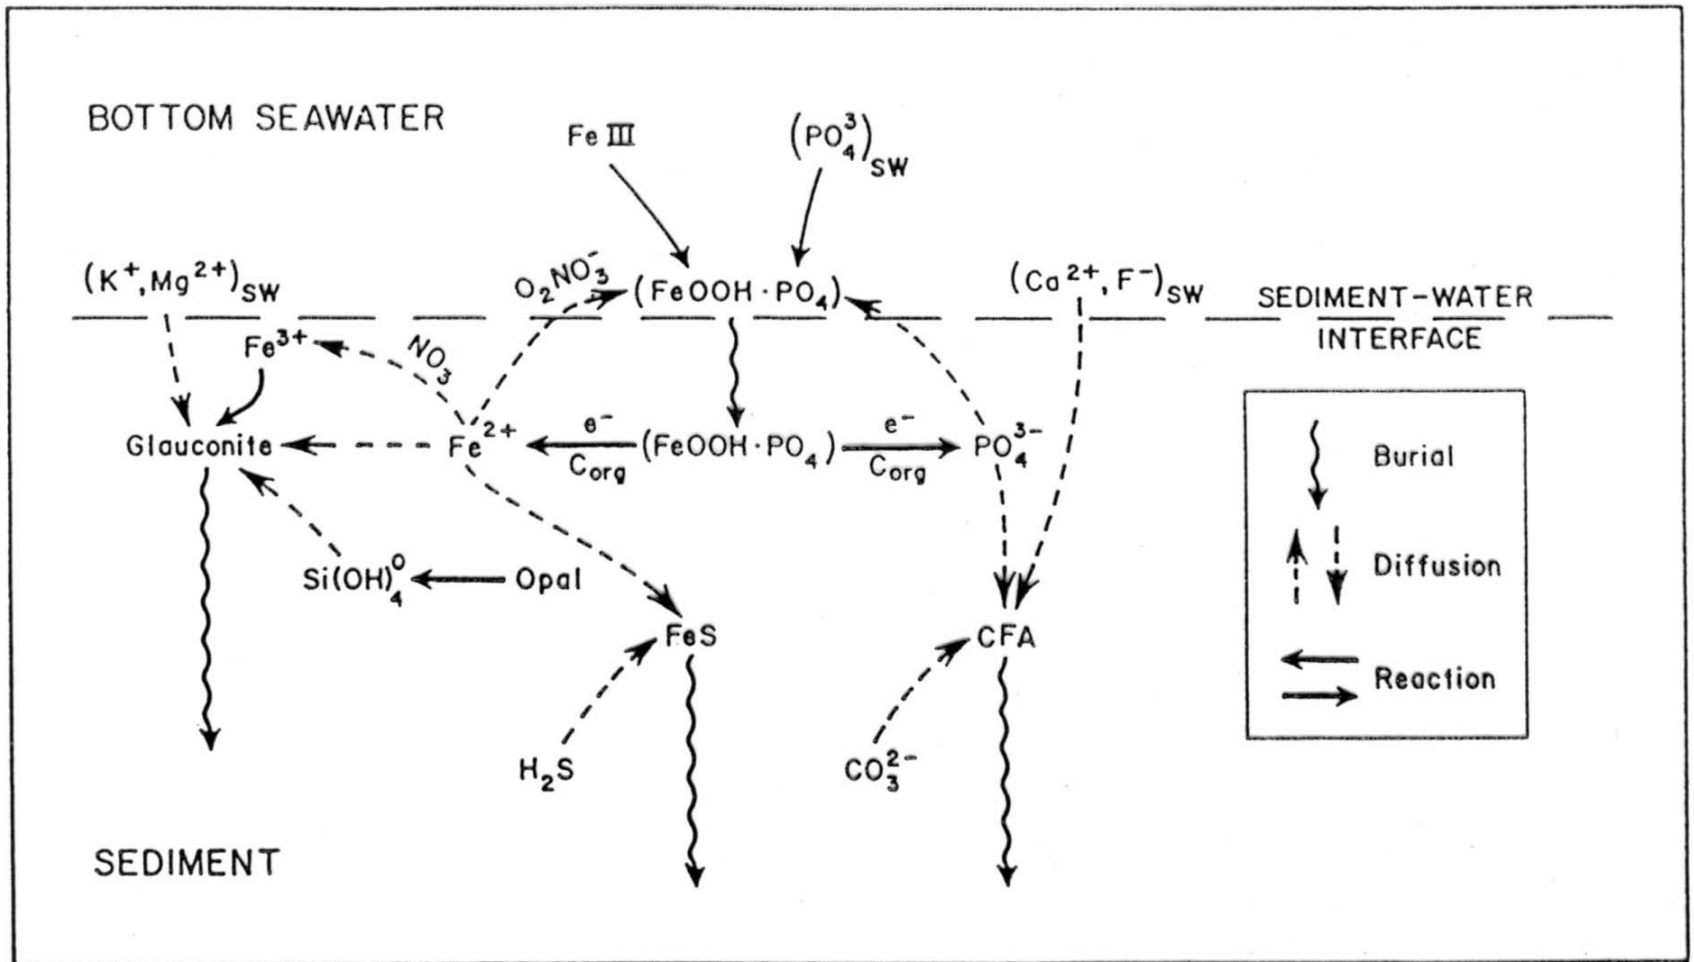 BOTTOM SEAWATER
Fe III
(PO₄³)SW
(K⁺,Mg²⁺)SW
O₂NO₃⁻
(FeOOH·PO₄)
(Ca²⁺,F⁻)SW
SEDIMENT-WATER
INTERFACE
Fe³⁺
NO₃
Glauconite
Fe²⁺
e⁻
Corg
(FeOOH·PO₄)
e⁻
Corg
PO₄³⁻
Si(OH)₄⁰
Opal
FeS
CFA
H₂S
CO₃²⁻
SEDIMENT
Burial
Diffusion
Reaction